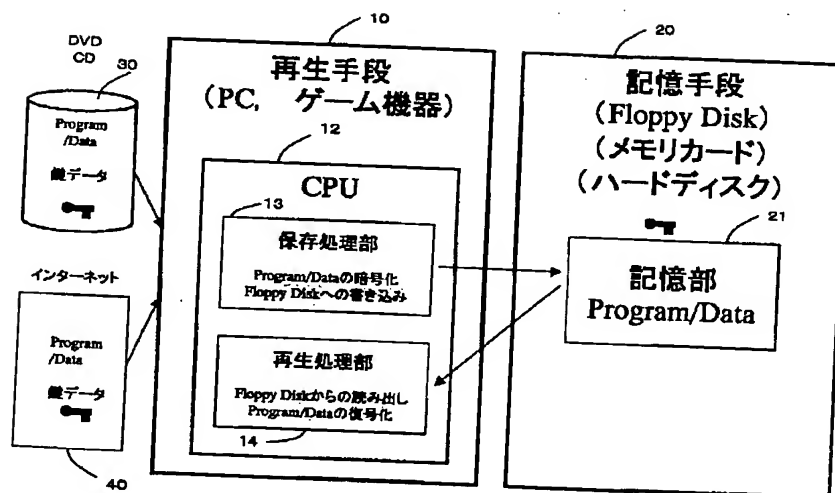 DVD
CD
30
Program
/Data
鍵データ
インターネット
Program
/Data
鍵データ
40
10
再生手段
(PC, ゲーム機器)
12
CPU
13
保存処理部
Program/Dataの暗号化
Floppy Diskへの書き込み
再生処理部
Floppy Diskからの読み出し
Program/Dataの復号化
14
20
記憶手段
(Floppy Disk)
(メモリカード)
(ハードディスク)
21
記憶部
Program/Data